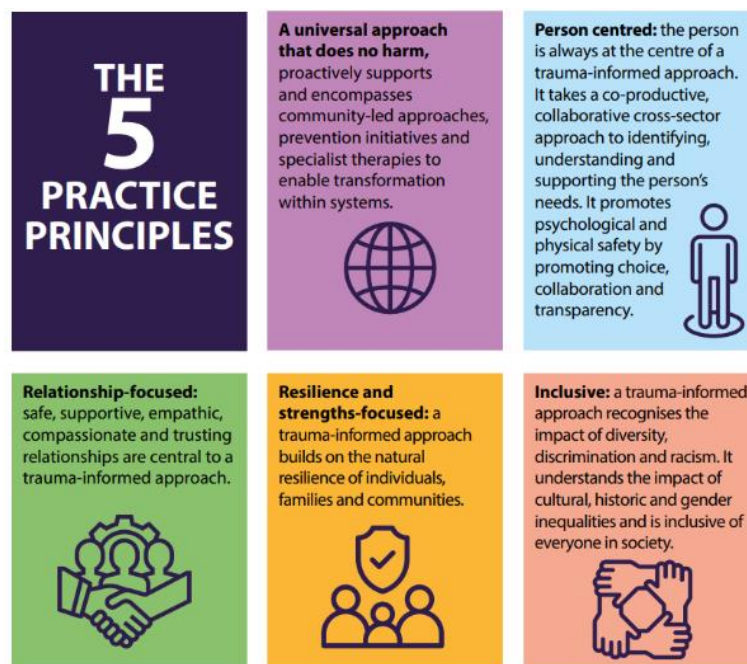 THE
5
PRACTICE
PRINCIPLES
A universal approach
that does no harm,
proactively supports
and encompasses
community-led approaches,
prevention initiatives and
specialist therapies to
enable transformation
within systems.
Person centred: the person
is always at the centre of a
trauma-informed approach.
It takes a co-productive,
collaborative cross-sector
approach to identifying,
understanding and
supporting the person's
needs. It promotes
psychological and
physical safety by
promoting choice,
collaboration and
transparency.
Relationship-focused:
safe, supportive, empathic,
compassionate and trusting
relationships are central to a
trauma-informed approach.
Resilience and
strengths-focused: a
trauma-informed approach
builds on the natural
resilience of individuals,
families and communities.
Inclusive: a trauma-informed
approach recognises the
impact of diversity,
discrimination and racism. It
understands the impact of
cultural, historic and gender
inequalities and is inclusive of
everyone in society.